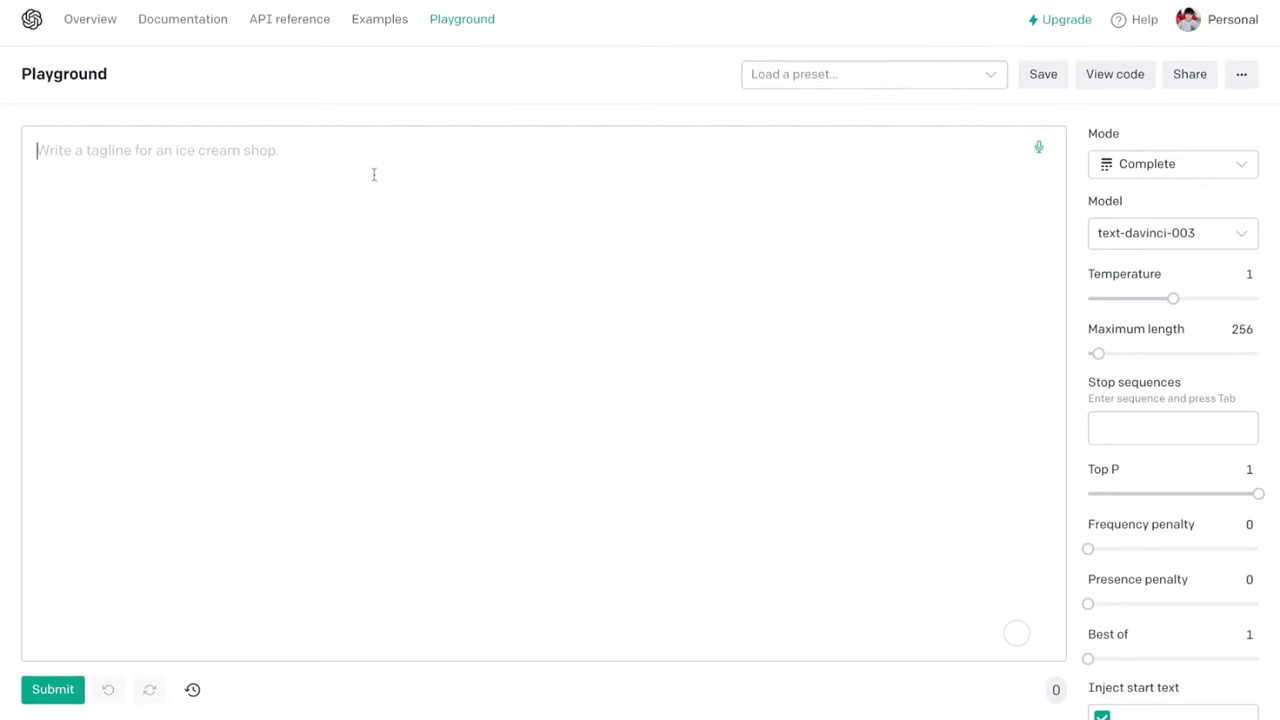 Overview Documentation API reference Examples Playground Upgrade Help Personal
Playground Load a preset... Save View code Share ...
Write a tagline for an ice cream shop.
Mode
Complete
Model
text-davinci-003
Temperature 1
Maximum length 256
Stop sequences
Enter sequence and press Tab
Top P 1
Frequency penalty 0
Presence penalty 0
Best of 1
Inject start text
Submit 0